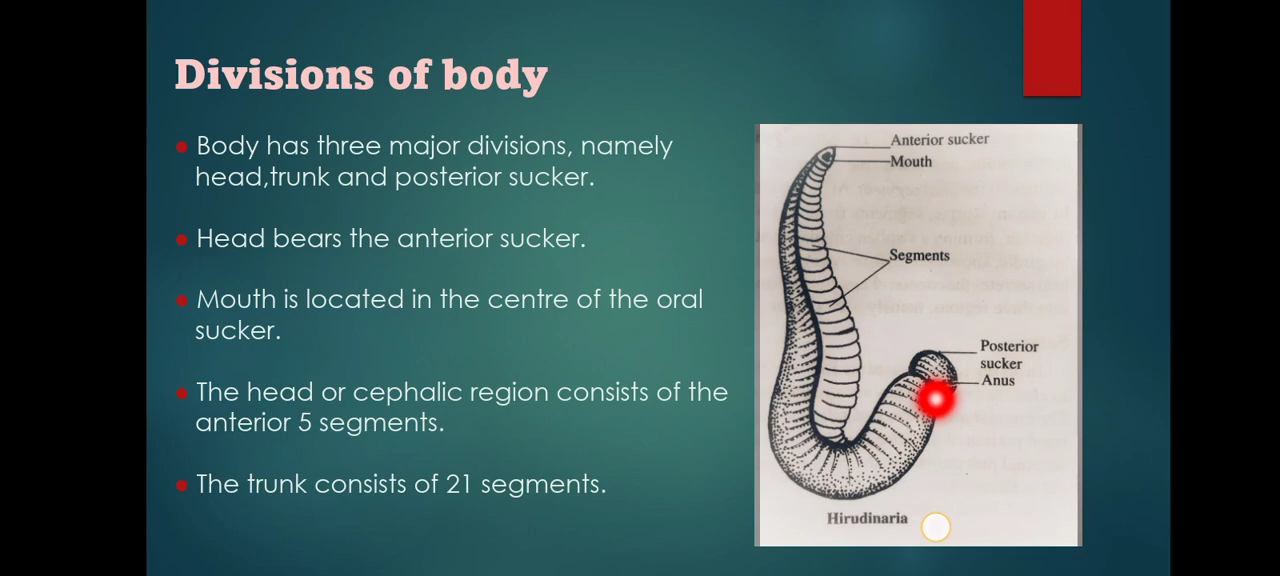 Divisions of body
Body has three major divisions, namely
head,trunk and posterior sucker.
Head bears the anterior sucker.
Mouth is located in the centre of the oral
sucker.
The head or cephalic region consists of the
anterior 5 segments.
The trunk consists of 21 segments.
Anterior sucker
Mouth
Segments
Posterior
sucker
Anus
Hirudinaria